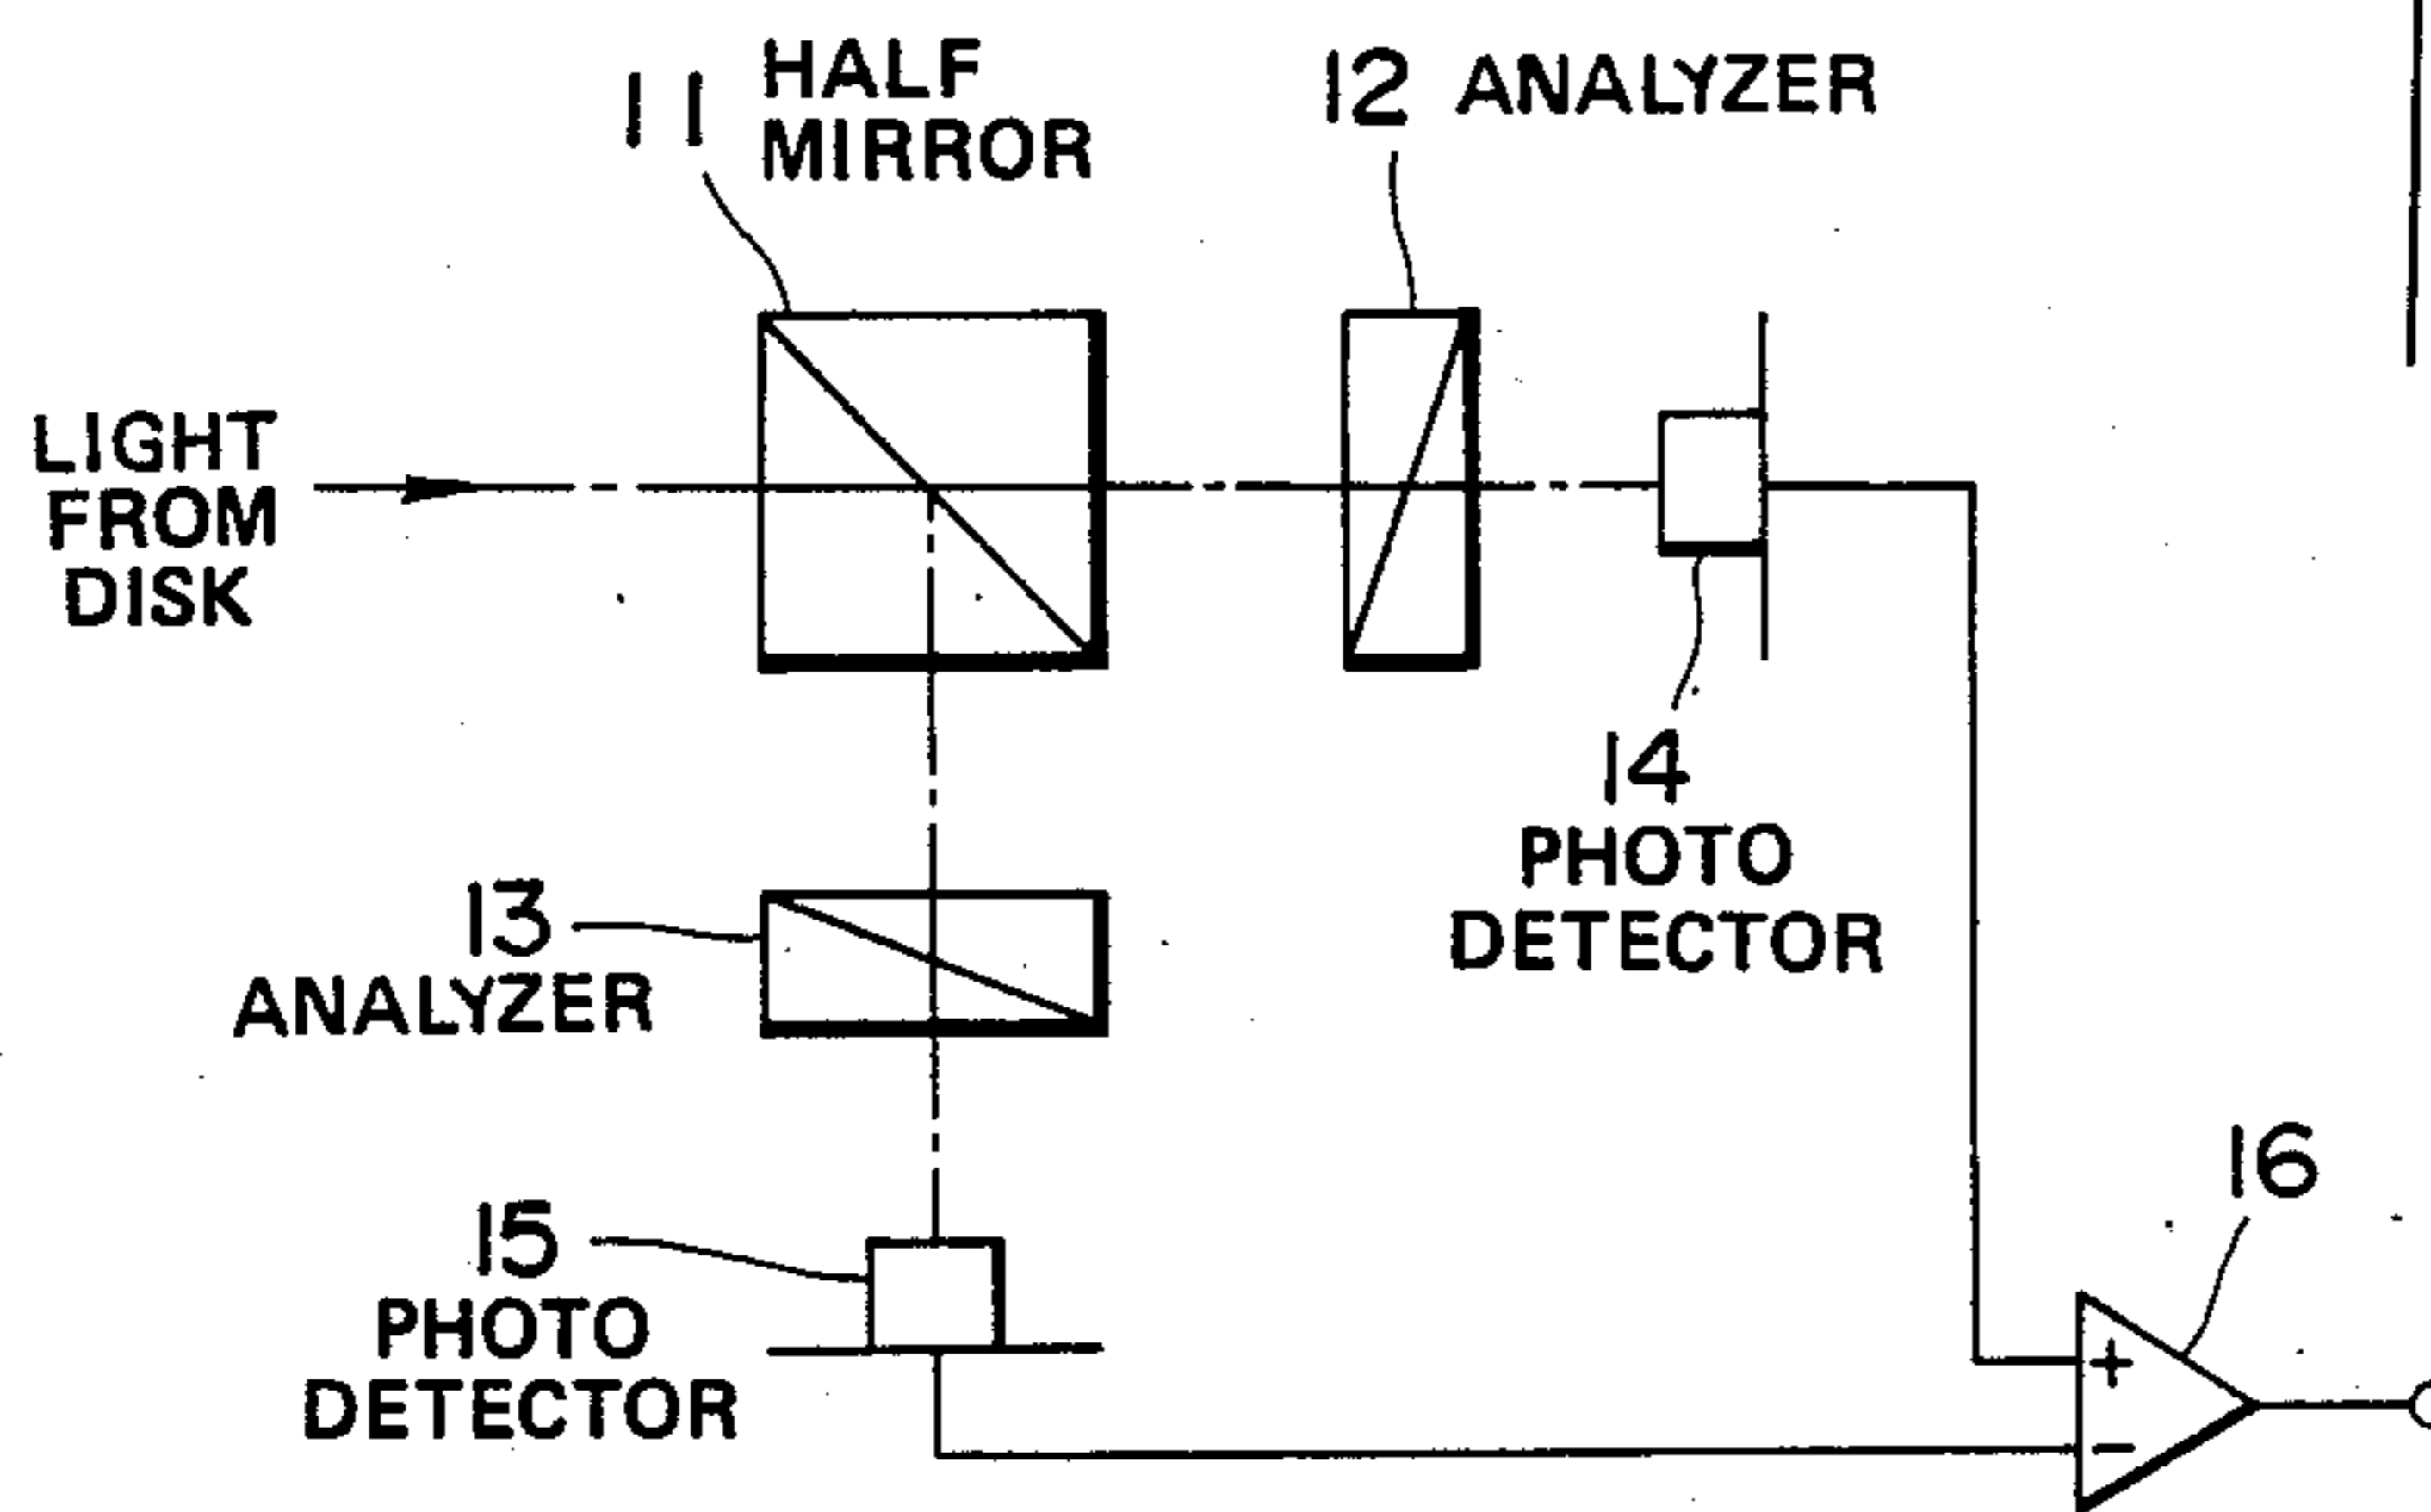 11 HALF
MIRROR
12 ANALYZER
LIGHT
FROM
DISK
14
PHOTO
DETECTOR
13
ANALYZER
15
PHOTO
DETECTOR
16
+
−